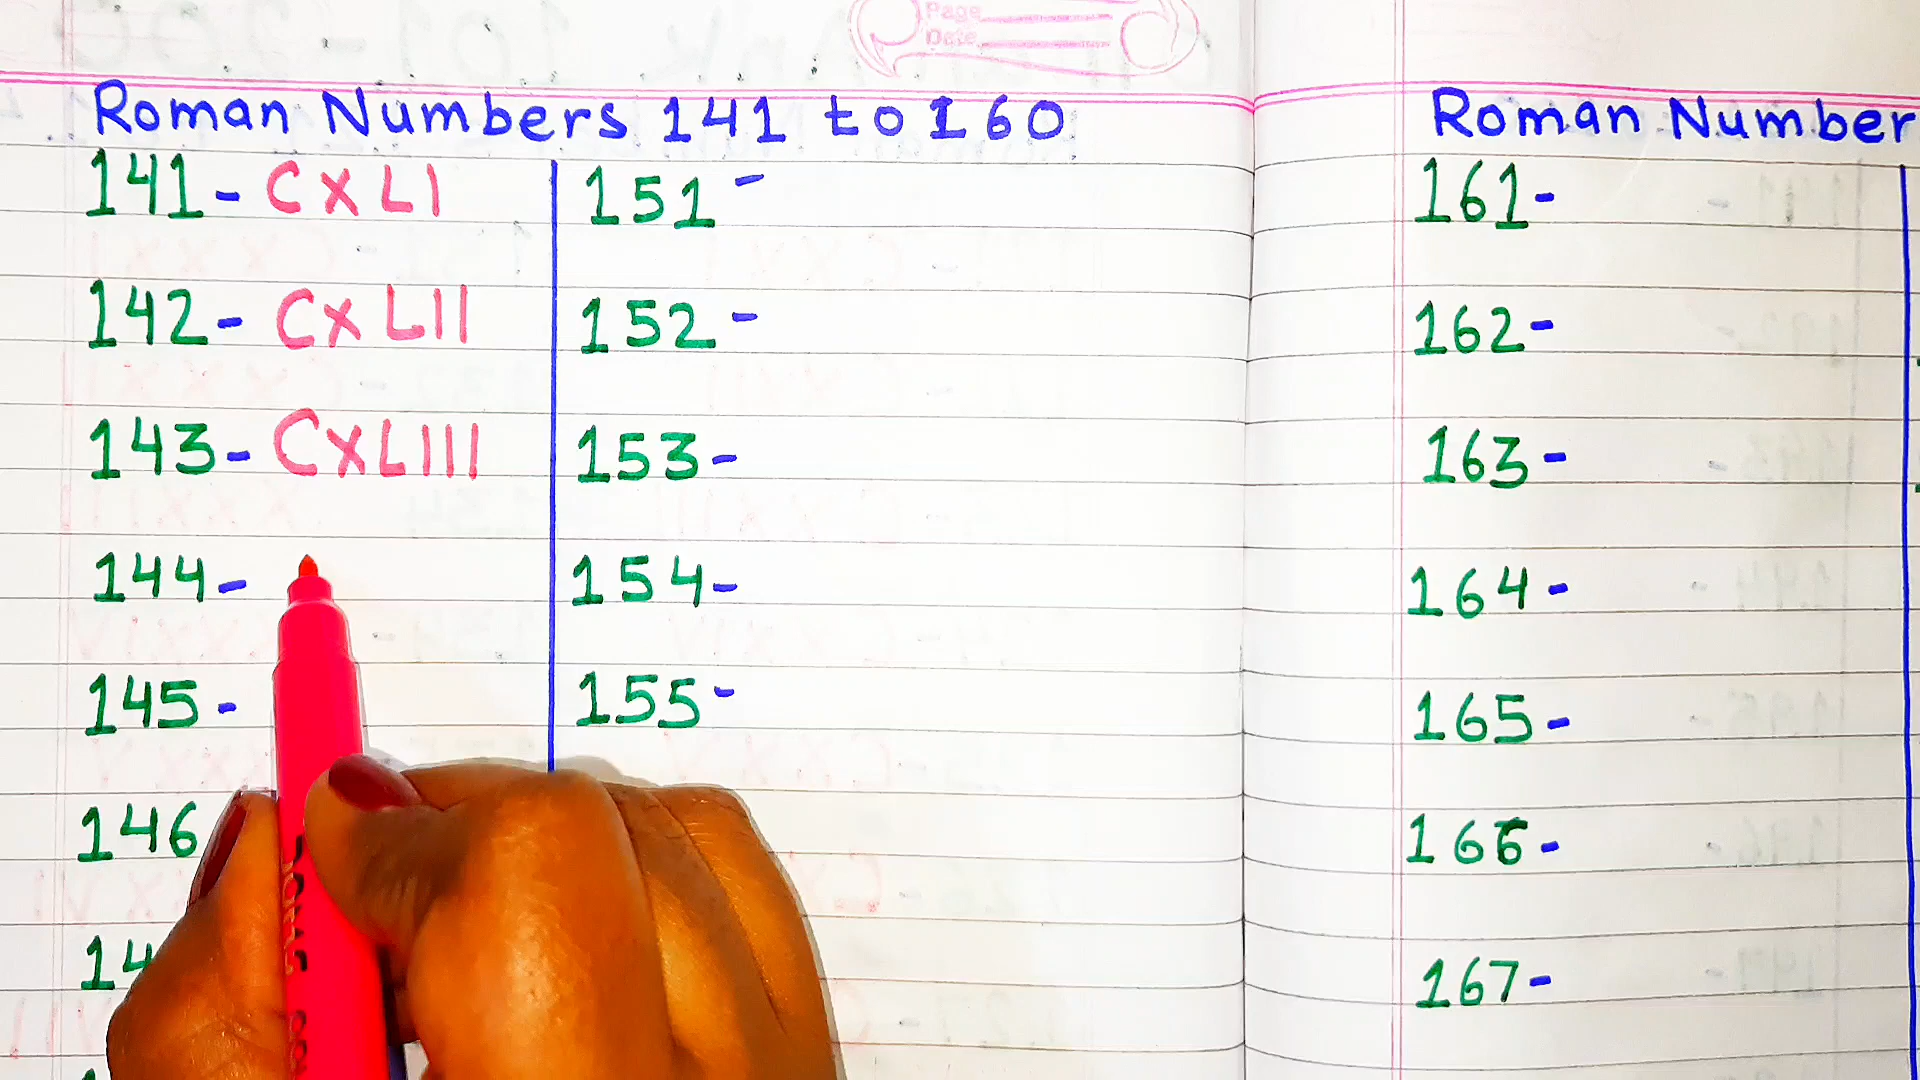 Page
Date
Roman Numbers 141 to 160
141- CXLI
142- CXLII
143- CXLIII
144-
145-
146
14
151-
152-
153-
154-
155-
Roman Number
161-
162-
163-
164-
165-
166-
167-